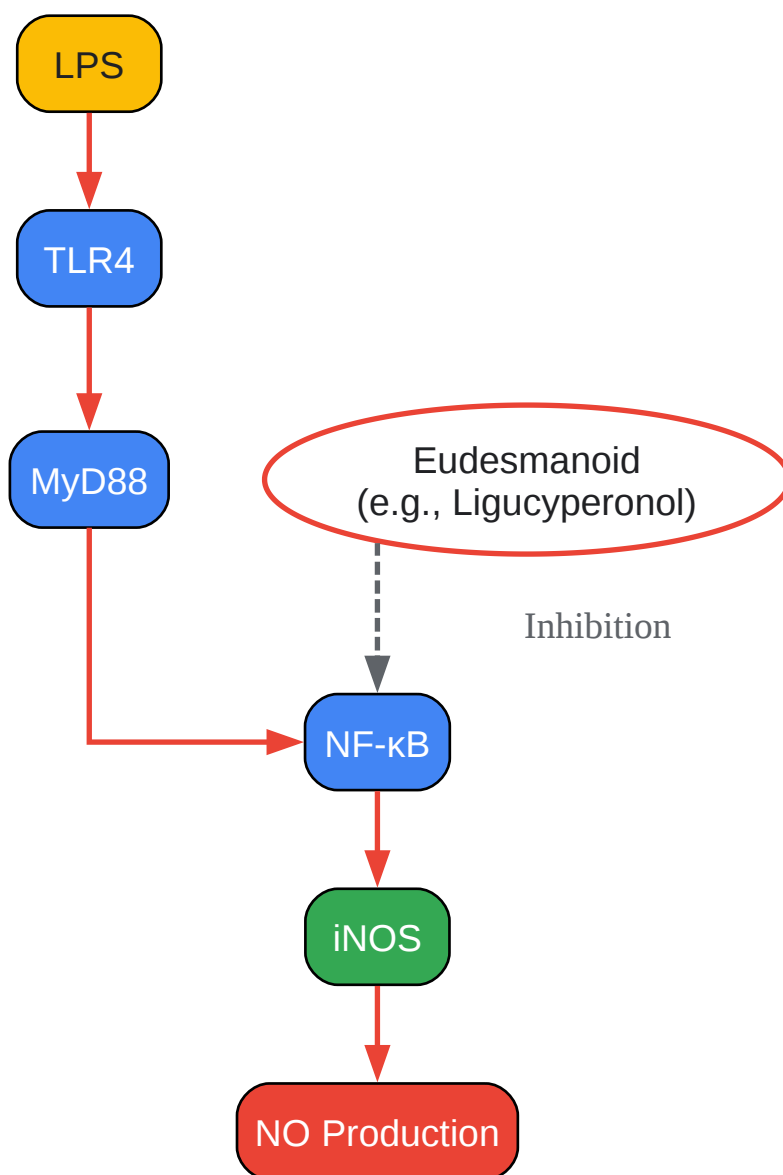 LPS
TLR4
MyD88
Eudesmanoid
(e.g., Ligucyperonol)
Inhibition
NF-κB
iNOS
NO Production